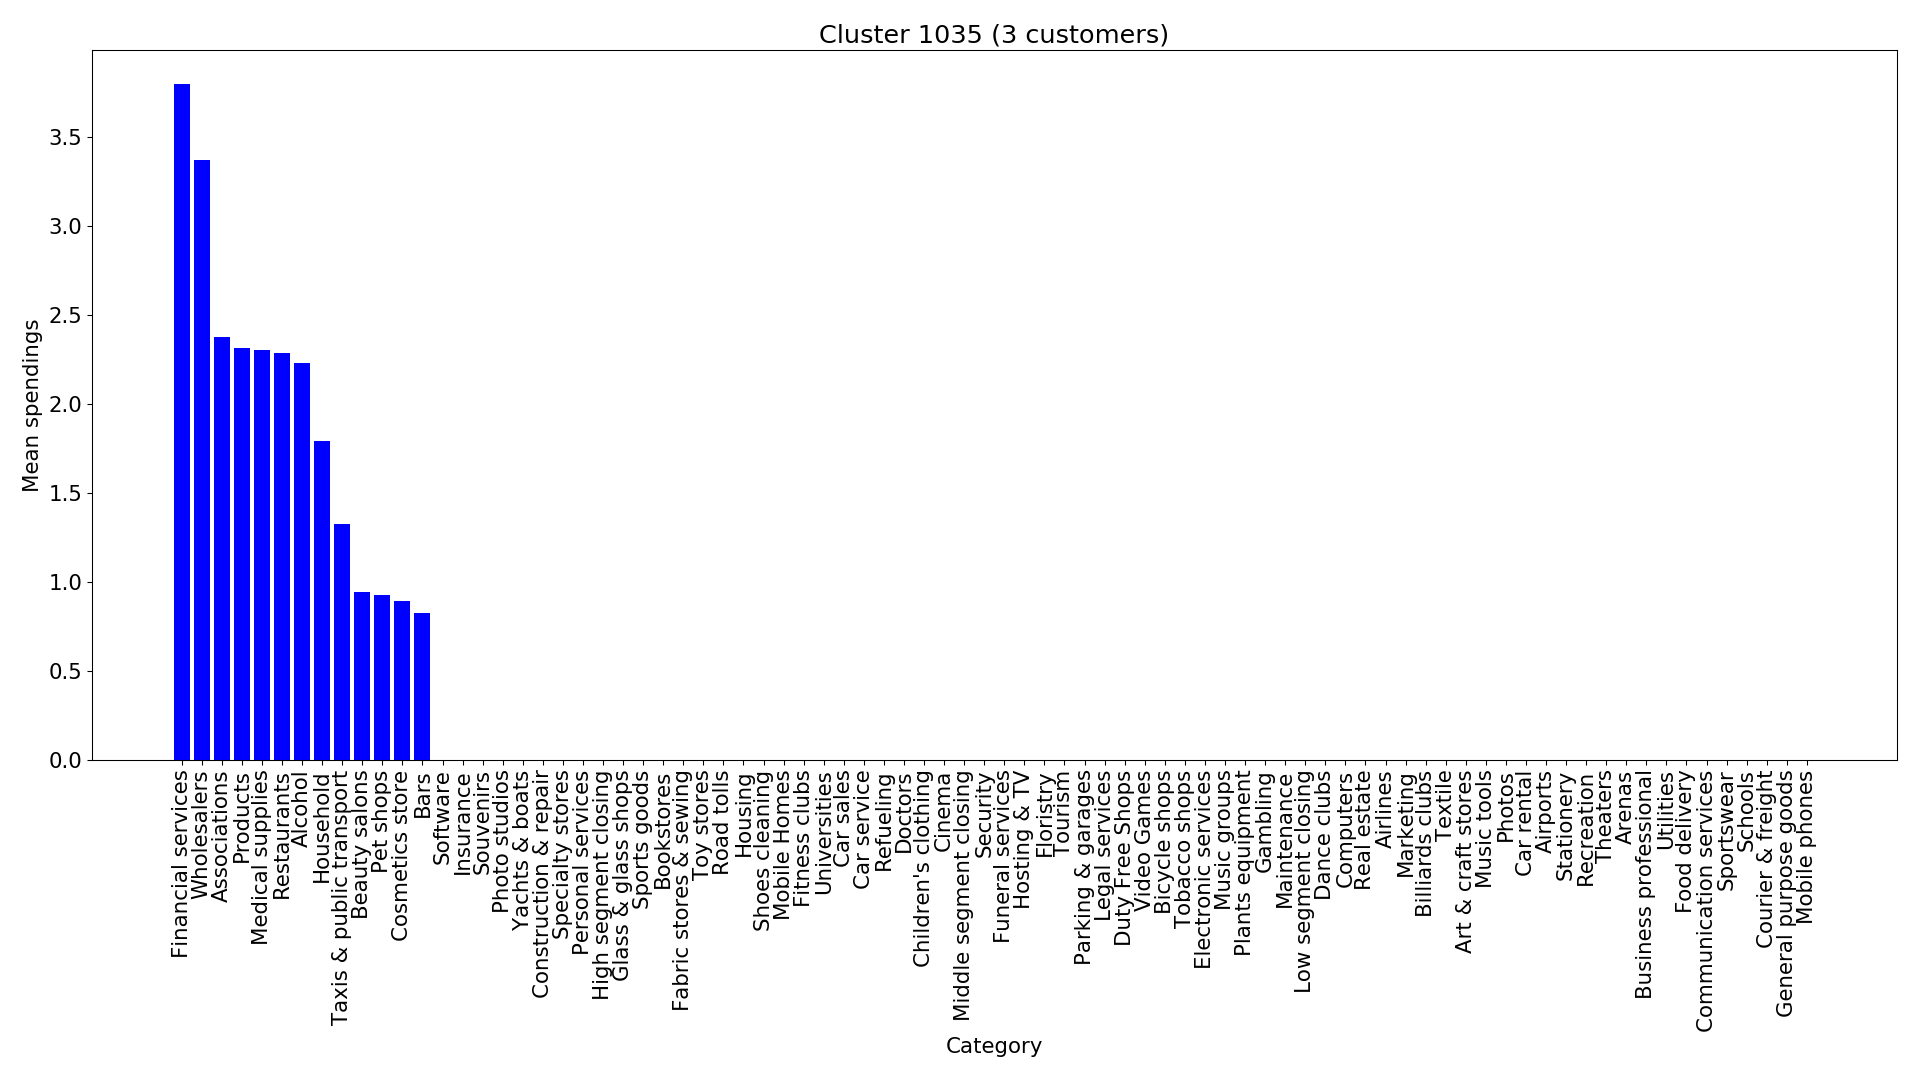 Cluster 1035 (3 customers)
Mean spendings
3.5
3.0
2.5
2.0
1.5
1.0
0.5
0.0
Financial services
Wholesalers
Associations
Products
Medical supplies
Restaurants
Alcohol
Household
Taxis & public transport
Beauty salons
Pet shops
Cosmetics store
Bars
Software
Insurance
Souvenirs
Photo studios
Yachts & boats
Construction & repair
Specialty stores
Personal services
High segment closing
Glass & glass shops
Sports goods
Bookstores
Fabric stores & sewing
Toy stores
Road tolls
Housing
Shoes cleaning
Mobile Homes
Fitness clubs
Universities
Car sales
Car service
Refueling
Doctors
Children's clothing
Cinema
Middle segment closing
Security
Funeral services
Hosting & TV
Floristry
Tourism
Parking & garages
Legal services
Duty Free Shops
Video Games
Bicycle shops
Tobacco shops
Electronic services
Music groups
Plants equipment
Gambling
Maintenance
Low segment closing
Dance clubs
Computers
Real estate
Airlines
Marketing
Billiards clubs
Textile
Art & craft stores
Music tools
Photos
Car rental
Airports
Stationery
Recreation
Theaters
Arenas
Business professional
Utilities
Food delivery
Communication services
Sportswear
Schools
Courier & freight
General purpose goods
Mobile phones
Category